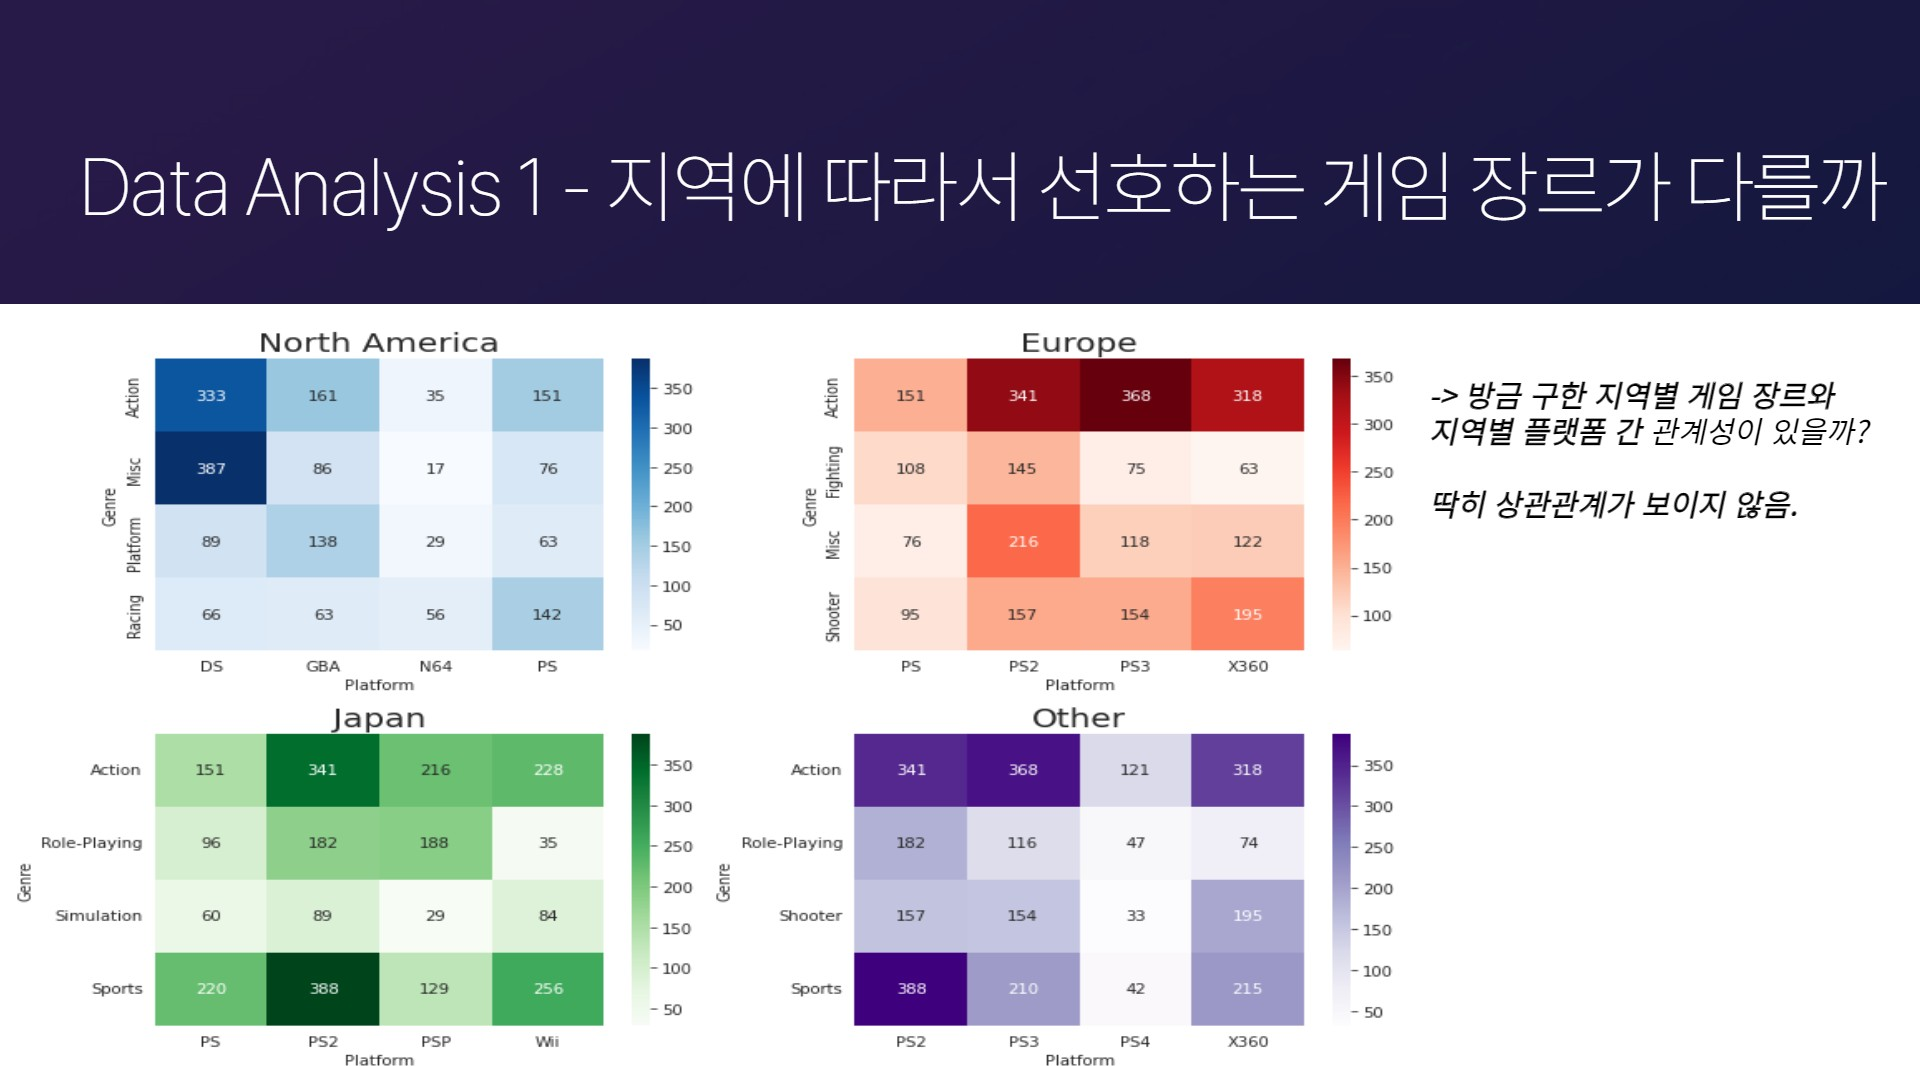 Data Analysis 1 - 지역에 따라서 선호하는 게임 장르가 다를까
North America
Genre
Action 333 161 35 151
Misc 387 86 17 76
Platform 89 138 29 63
Racing 66 63 56 142
DS GBA N64 PS
Platform
350
300
250
200
150
100
50
Europe
Genre
Action 151 341 368 318
Fighting 108 145 75 63
Misc 76 216 118 122
Shooter 95 157 154 195
PS PS2 PS3 X360
Platform
350
300
250
200
150
100
-> 방금 구한 지역별 게임 장르와
지역별 플랫폼 간 관계성이 있을까?
딱히 상관관계가 보이지 않음.
Japan
Genre
Action 151 341 216 228
Role-Playing 96 182 188 35
Simulation 60 89 29 84
Sports 220 388 129 256
PS PS2 PSP Wii
Platform
350
300
250
200
150
100
50
Other
Genre
Action 341 368 121 318
Role-Playing 182 116 47 74
Shooter 157 154 33 195
Sports 388 210 42 215
PS2 PS3 PS4 X360
Platform
350
300
250
200
150
100
50